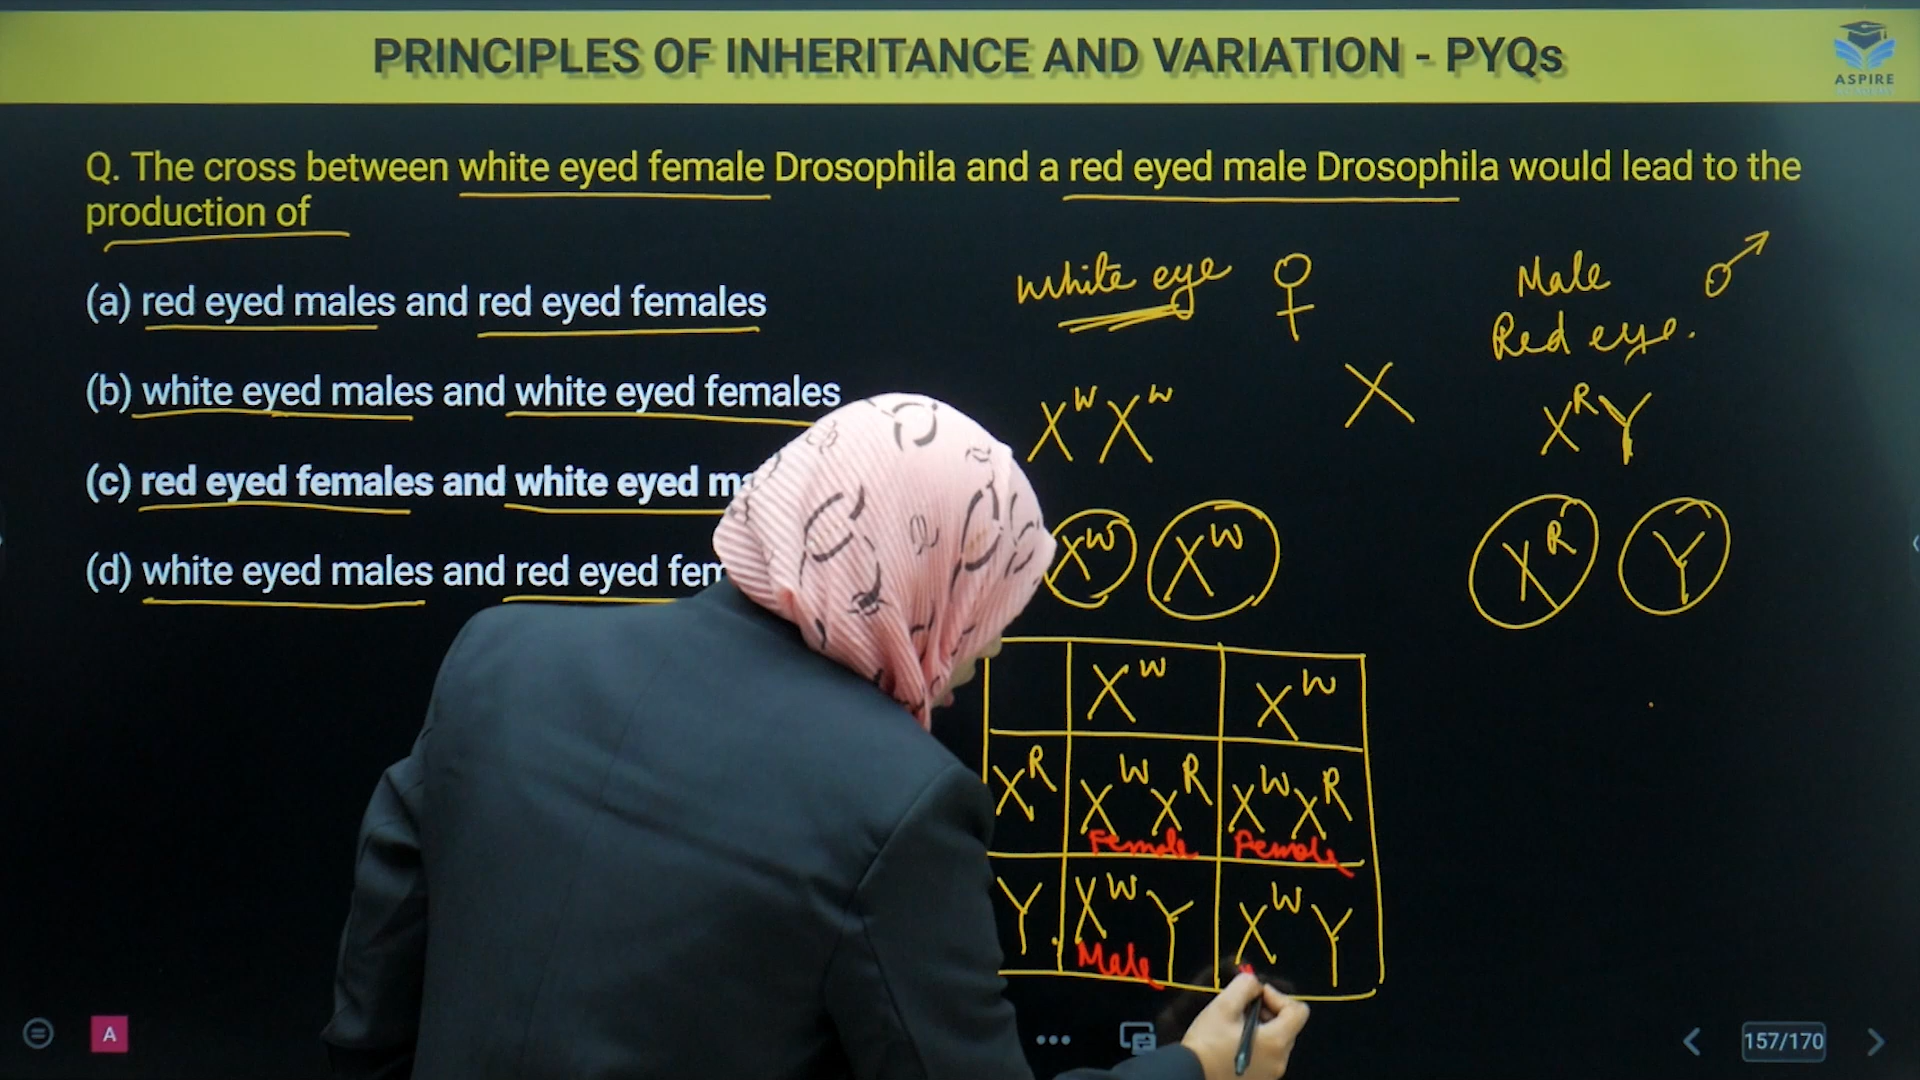 PRINCIPLES OF INHERITANCE AND VARIATION - PYQs
ASPIRE
Q. The cross between white eyed female Drosophila and a red eyed male Drosophila would lead to the
production of
(a) red eyed males and red eyed females
(b) white eyed males and white eyed females
(c) red eyed females and white eyed
(d) white eyed males and red eyed
White eye ♀
Male ♂
Red eye.
X^W X^W
X
X^R Y
X^W X^W
X^R Y
X^W X^W
X^R X^W X^R X^W X^R
Female Female
Y X^W Y X^W Y
Male
A
157/170